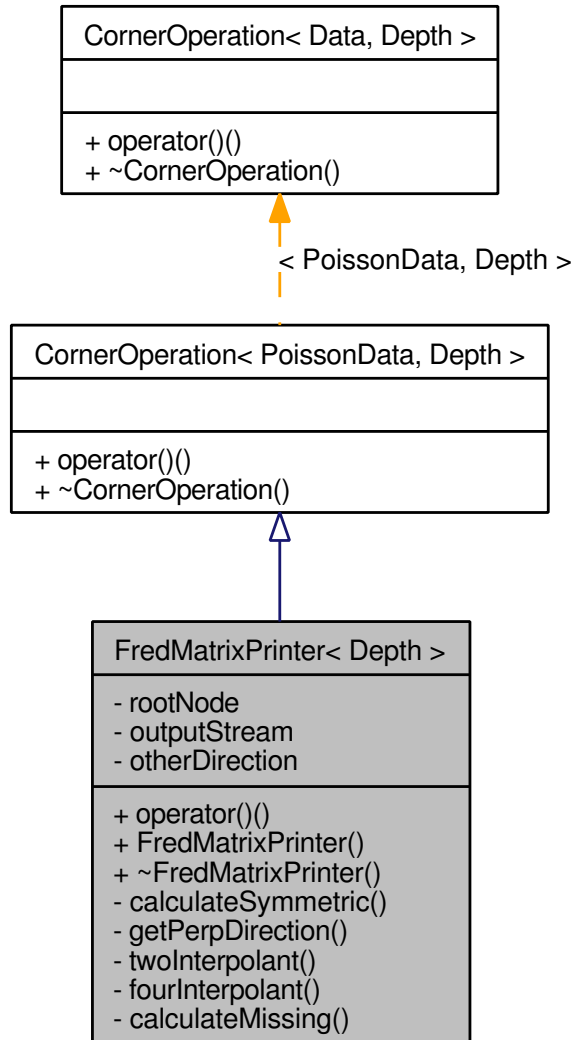 CornerOperation< Data, Depth >
+ operator()()
+ ~CornerOperation()
< PoissonData, Depth >
CornerOperation< PoissonData, Depth >
+ operator()()
+ ~CornerOperation()
FredMatrixPrinter< Depth >
- rootNode
- outputStream
- otherDirection
+ operator()()
+ FredMatrixPrinter()
+ ~FredMatrixPrinter()
- calculateSymmetric()
- getPerpDirection()
- twoInterpolant()
- fourInterpolant()
- calculateMissing()